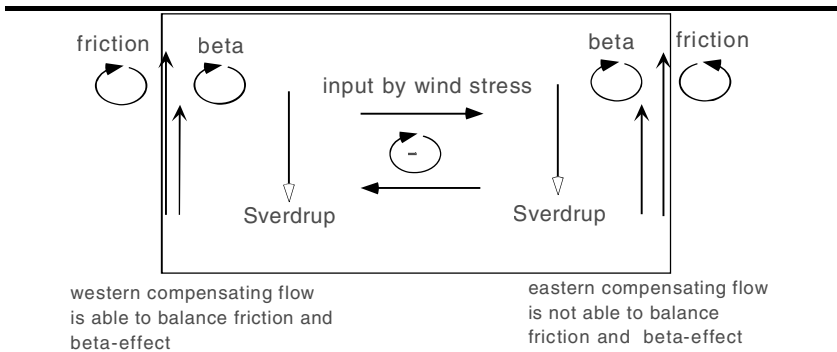 friction beta beta friction
input by wind stress
Sverdrup Sverdrup
western compensating flow
is able to balance friction and
beta-effect
eastern compensating flow
is not able to balance
friction and beta-effect